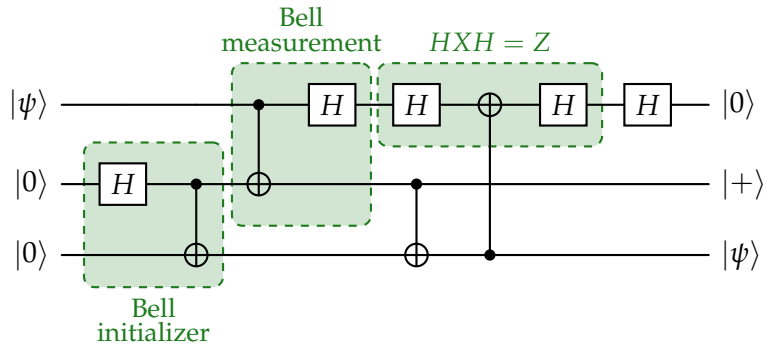 Bell
measurement
HXH = Z
|ψ⟩ H H H H |0⟩
|0⟩ H |+⟩
|0⟩ |ψ⟩
Bell
initializer